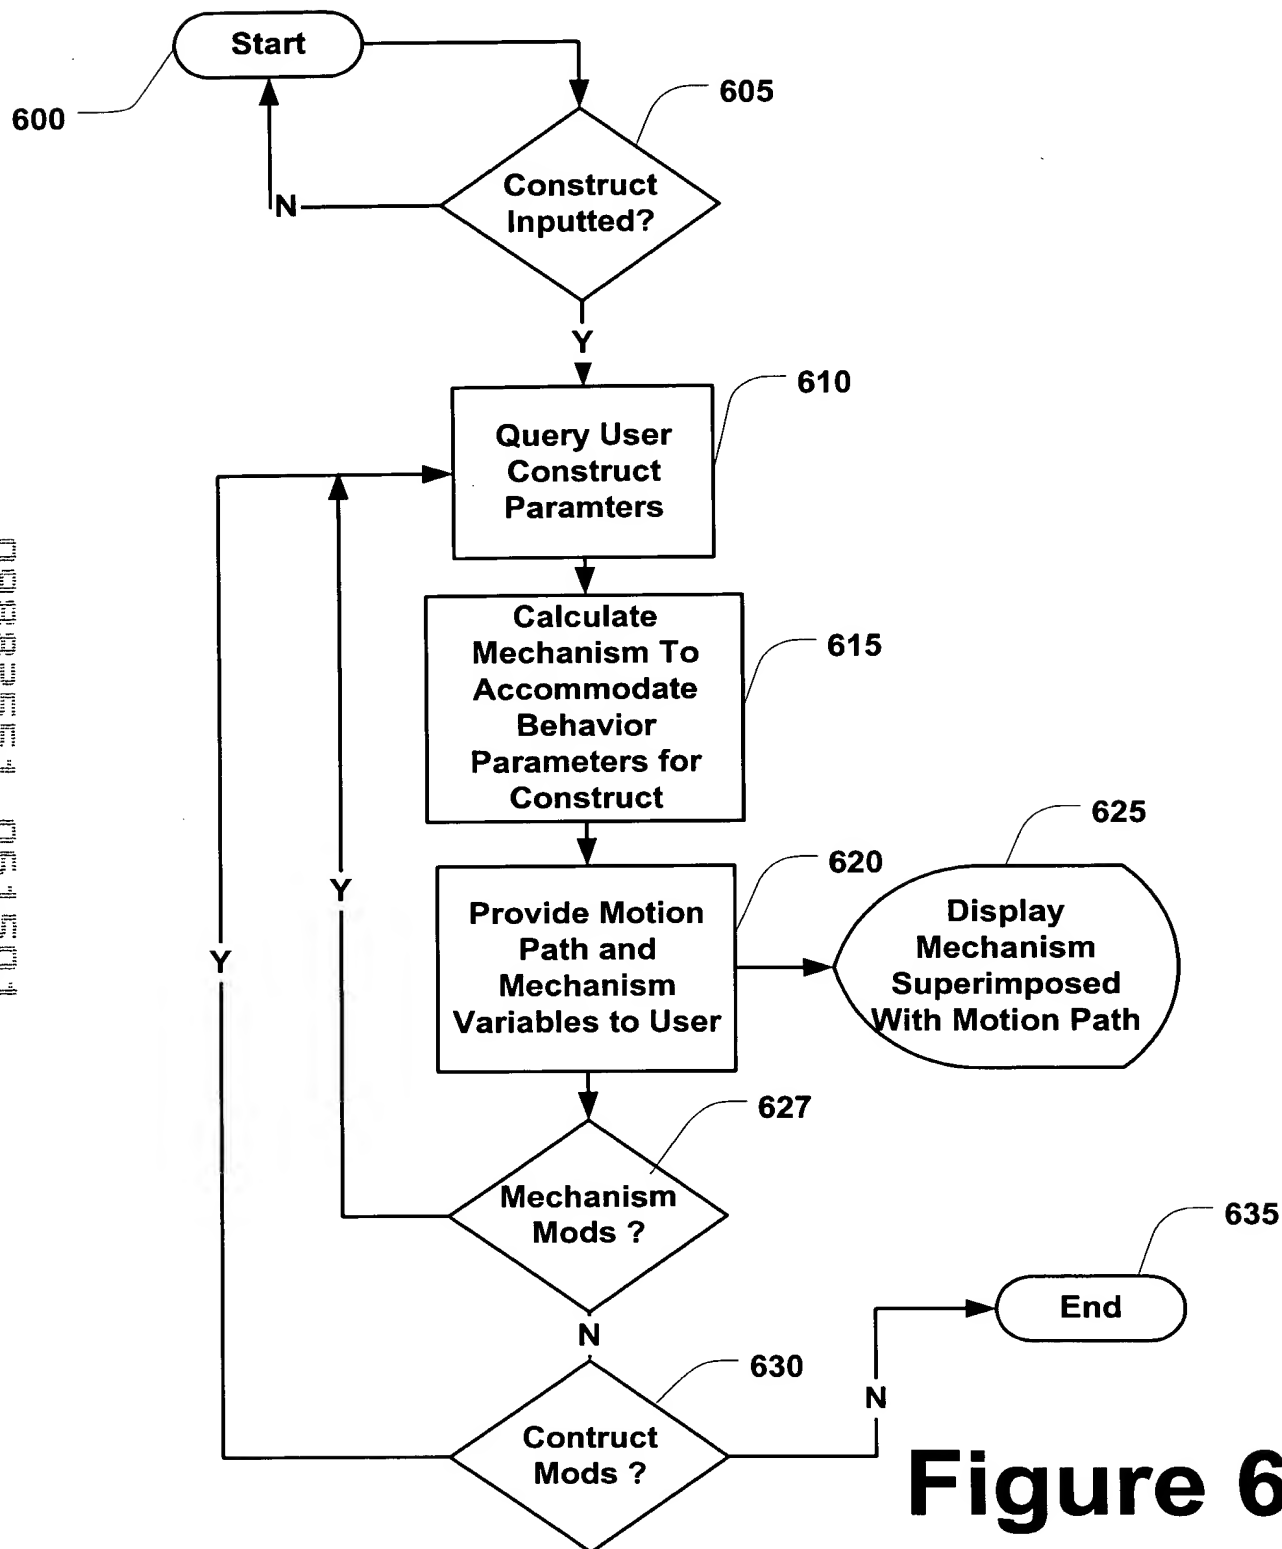 Start
600
605
Construct
Inputted?
N
Y
610
Query User
Construct
Paramters
Calculate
Mechanism To
Accommodate
Behavior
Parameters for
Construct
615
625
620
Provide Motion
Path and
Mechanism
Variables to User
Display
Mechanism
Superimposed
With Motion Path
Y
Y
627
Mechanism
Mods ?
635
End
N
630
Contruct
Mods ?
N
Figure 6